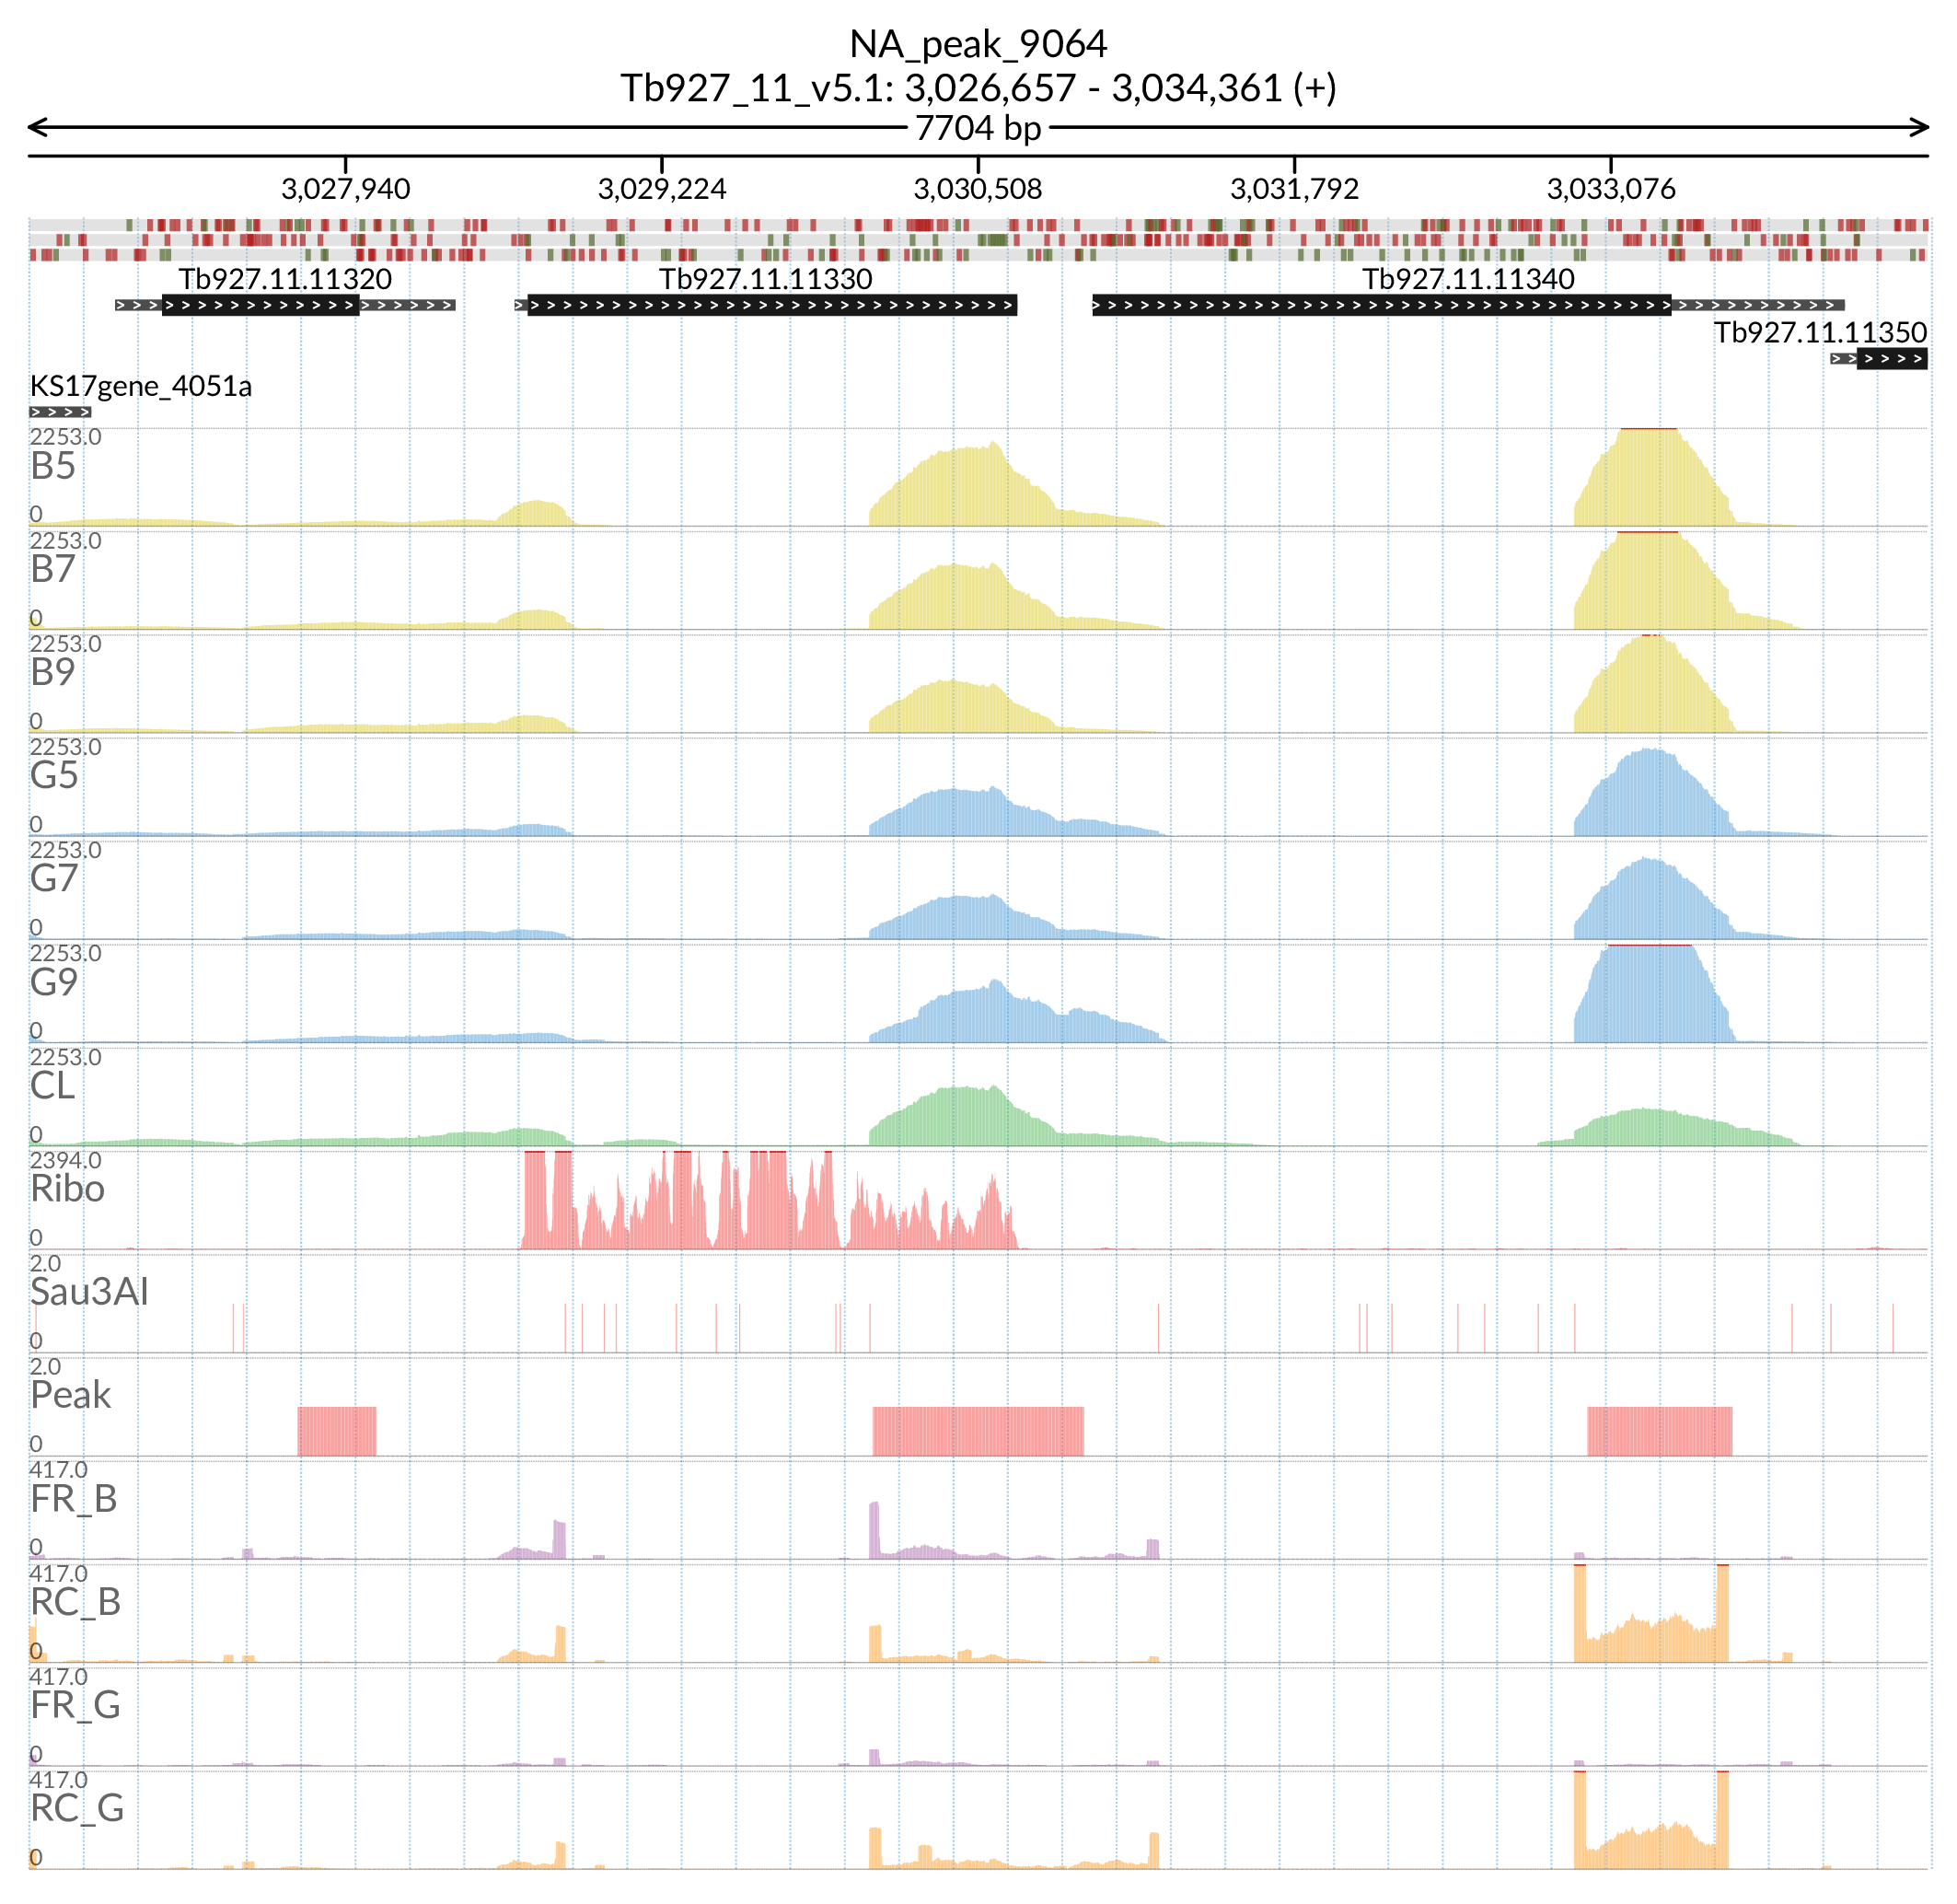 NA_peak_9064
Tb927_11_v5.1: 3,026,657 - 3,034,361 (+)
7704 bp
3,027,940 3,029,224 3,030,508 3,031,792 3,033,076
Tb927.11.11320 Tb927.11.11330 Tb927.11.11340
Tb927.11.11350
KS17gene_4051a
2253.0
B5
0
2253.0
B7
0
2253.0
B9
0
2253.0
G5
0
2253.0
G7
0
2253.0
G9
0
2253.0
CL
0
2394.0
Ribo
0
2.0
Sau3AI
0
2.0
Peak
0
417.0
FR_B
0
417.0
RC_B
0
417.0
FR_G
0
417.0
RC_G
0